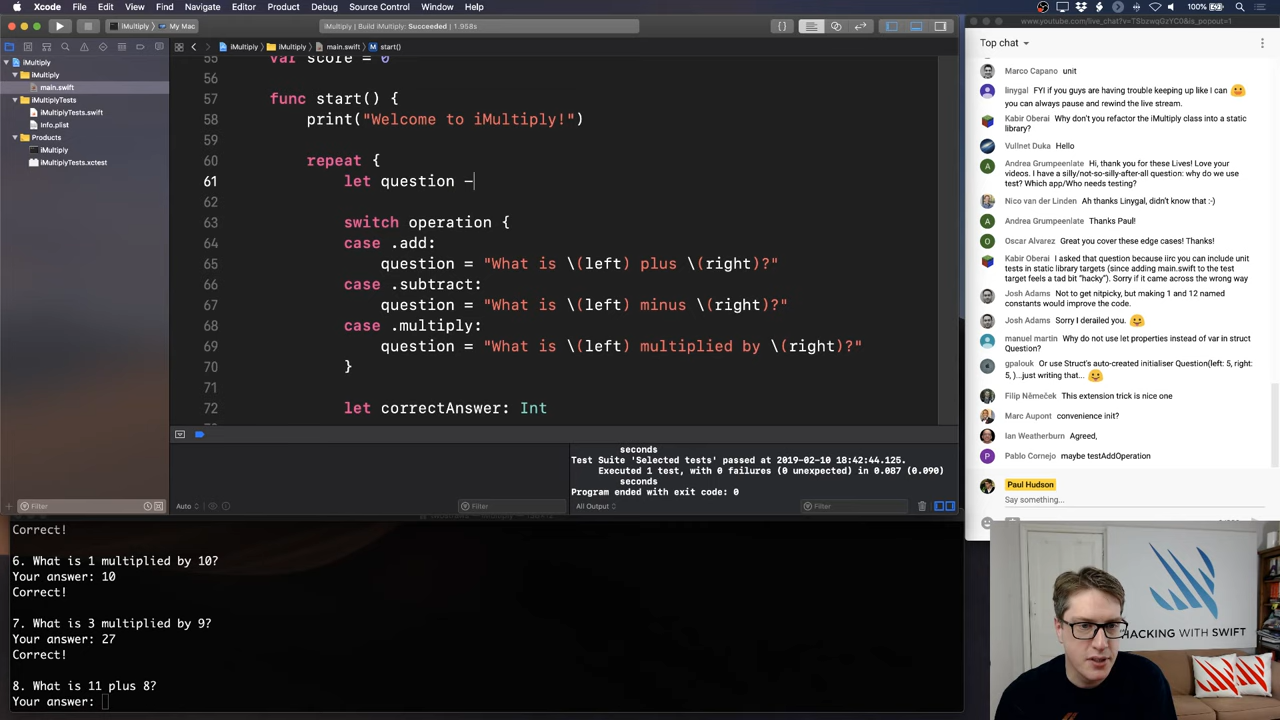 Xcode File Edit View Find Navigate Editor Product Debug Source Control Window Help
iMultiply My Mac
iMultiply | Build iMultiply: Succeeded | 1.958s
www.youtube.com/live_chat?v=TSbzwqGzYC0&is_popout=1
iMultiply iMultiply main.swift start()
iMultiply
iMultiply
main.swift
iMultiplyTests
iMultiplyTests.swift
Info.plist
Products
iMultiply
iMultiplyTests.xctest
55 var score = 0
56
57 func start() {
58 print("Welcome to iMultiply!")
59
60 repeat {
61 let question -
62
63 switch operation {
64 case .add:
65 question = "What is \(left) plus \(right)?"
66 case .subtract:
67 question = "What is \(left) minus \(right)?"
68 case .multiply:
69 question = "What is \(left) multiplied by \(right)?"
70 }
71
72 let correctAnswer: Int
seconds
Test Suite 'Selected tests' passed at 2019-02-10 18:42:44.125.
Executed 1 test, with 0 failures (0 unexpected) in 0.087 (0.090)
seconds
Program ended with exit code: 0
Filter
Auto
Filter
All Output
Filter
Correct!
6. What is 1 multiplied by 10?
Your answer: 10
Correct!
7. What is 3 multiplied by 9?
Your answer: 27
Correct!
8. What is 11 plus 8?
Your answer:
Top chat
Marco Capano unit
linygal FYI if you guys are having trouble keeping up like I can
you can always pause and rewind the live stream.
Kabir Oberai Why don't you refactor the iMultiply class into a static
library?
Vullnet Duka Hello
Andrea Grumpeenlate Hi, thank you for these Lives! Love your
videos. I have a silly/not-so-silly-after-all question: why do we use
test? Which app/Who needs testing?
Nico van der Linden Ah thanks Linygal, didn't know that :-)
Andrea Grumpeenlate Thanks Paul!
Oscar Alvarez Great you cover these edge cases! Thanks!
Kabir Oberai I asked that question because iirc you can include unit
tests in static library targets (since adding main.swift to the test
target feels a tad bit "hacky"). Sorry if it came across the wrong way
Josh Adams Not to get nitpicky, but making 1 and 12 named
constants would improve the code.
Josh Adams Sorry I derailed you.
manuel martin Why do not use let properties instead of var in struct
Question?
gpalouk Or use Struct's auto-created initialiser Question(left: 5, right:
5, )...just writing that...
Filip Němeček This extension trick is nice one
Marc Aupont convenience init?
Ian Weatherburn Agreed,
Pablo Cornejo maybe testAddOperation
Paul Hudson
Say something...
HACKING WITH SWIFT